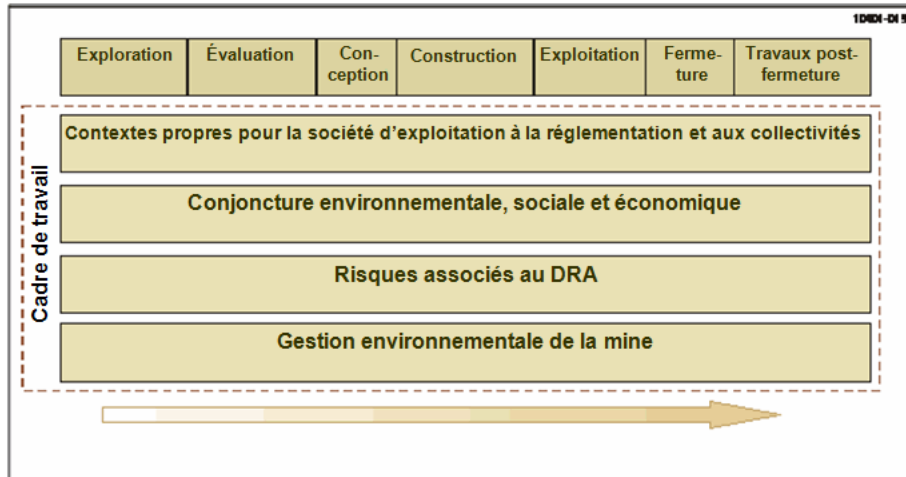 Exploration
Évaluation
Con-
ception
Construction
Exploitation
Ferme-
ture
Travaux post-
fermeture
Cadre de travail
Contextes propres pour la société d'exploitation à la réglementation et aux collectivités
Conjoncture environnementale, sociale et économique
Risques associés au DRA
Gestion environnementale de la mine